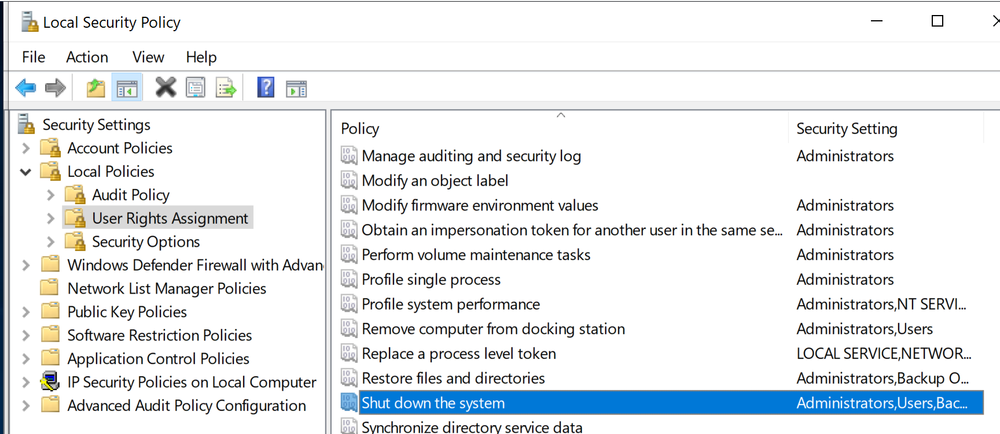 Local Security Policy
File Action View Help
Security Settings
Account Policies
Local Policies
Audit Policy
User Rights Assignment
Security Options
Windows Defender Firewall with Advan
Network List Manager Policies
Public Key Policies
Software Restriction Policies
Application Control Policies
IP Security Policies on Local Computer
Advanced Audit Policy Configuration
Policy Security Setting
Manage auditing and security log Administrators
Modify an object label
Modify firmware environment values Administrators
Obtain an impersonation token for another user in the same se... Administrators
Perform volume maintenance tasks Administrators
Profile single process Administrators
Profile system performance Administrators,NT SERVI...
Remove computer from docking station Administrators,Users
Replace a process level token LOCAL SERVICE,NETWOR...
Restore files and directories Administrators,Backup O...
Shut down the system Administrators,Users,Bac...
Synchronize directory service data